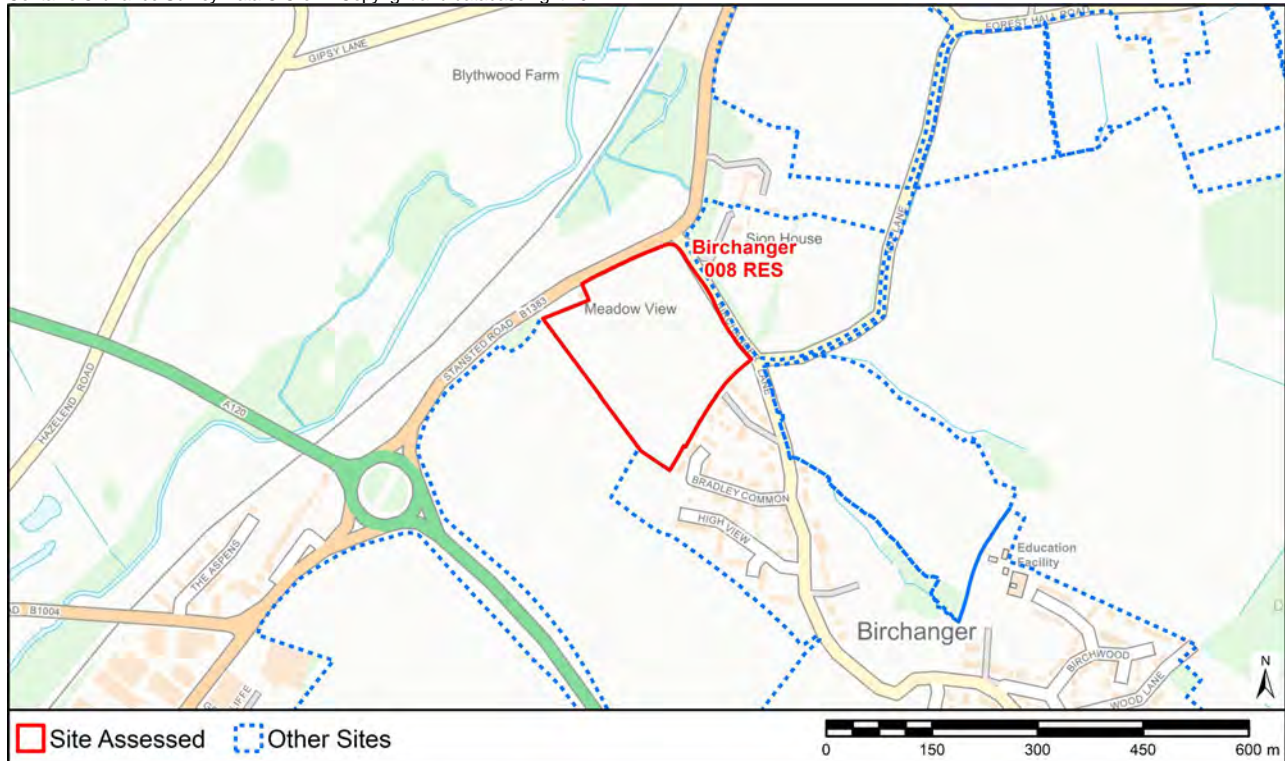 GIPSY LANE
FOREST HALL ROAD
Blythwood Farm
LANE
Sion House
Birchanger
008 RES
Meadow View
STANSTED ROAD B1383
HAZELEND ROAD
A120
LANE
BRADLEY COMMON
HIGH VIEW
THE ASPENS
Education
Facility
B1004
Birchanger
BIRCHWOOD
WOOD LANE
N
Site Assessed
Other Sites
0 150 300 450 600 m